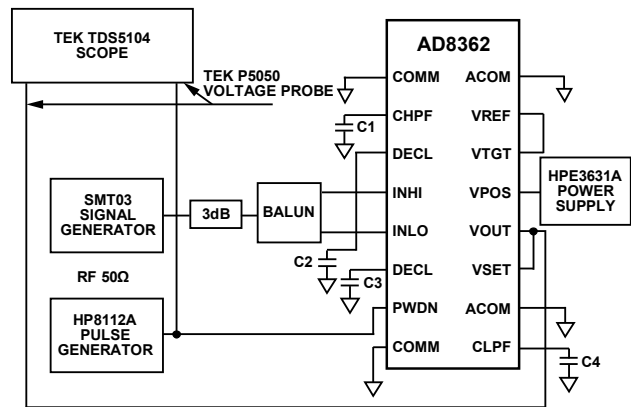 TEK TDS5104
SCOPE
TEK P5050
VOLTAGE PROBE
AD8362
COMM
ACOM
CHPF
C1
VREF
DECL
VTGT
SMT03
SIGNAL
GENERATOR
3dB
BALUN
INHI
VPOS
HPE3631A
POWER
SUPPLY
INLO
VOUT
C2
RF 50Ω
DECL
C3
VSET
HP8112A
PULSE
GENERATOR
PWDN
ACOM
COMM
CLPF
C4